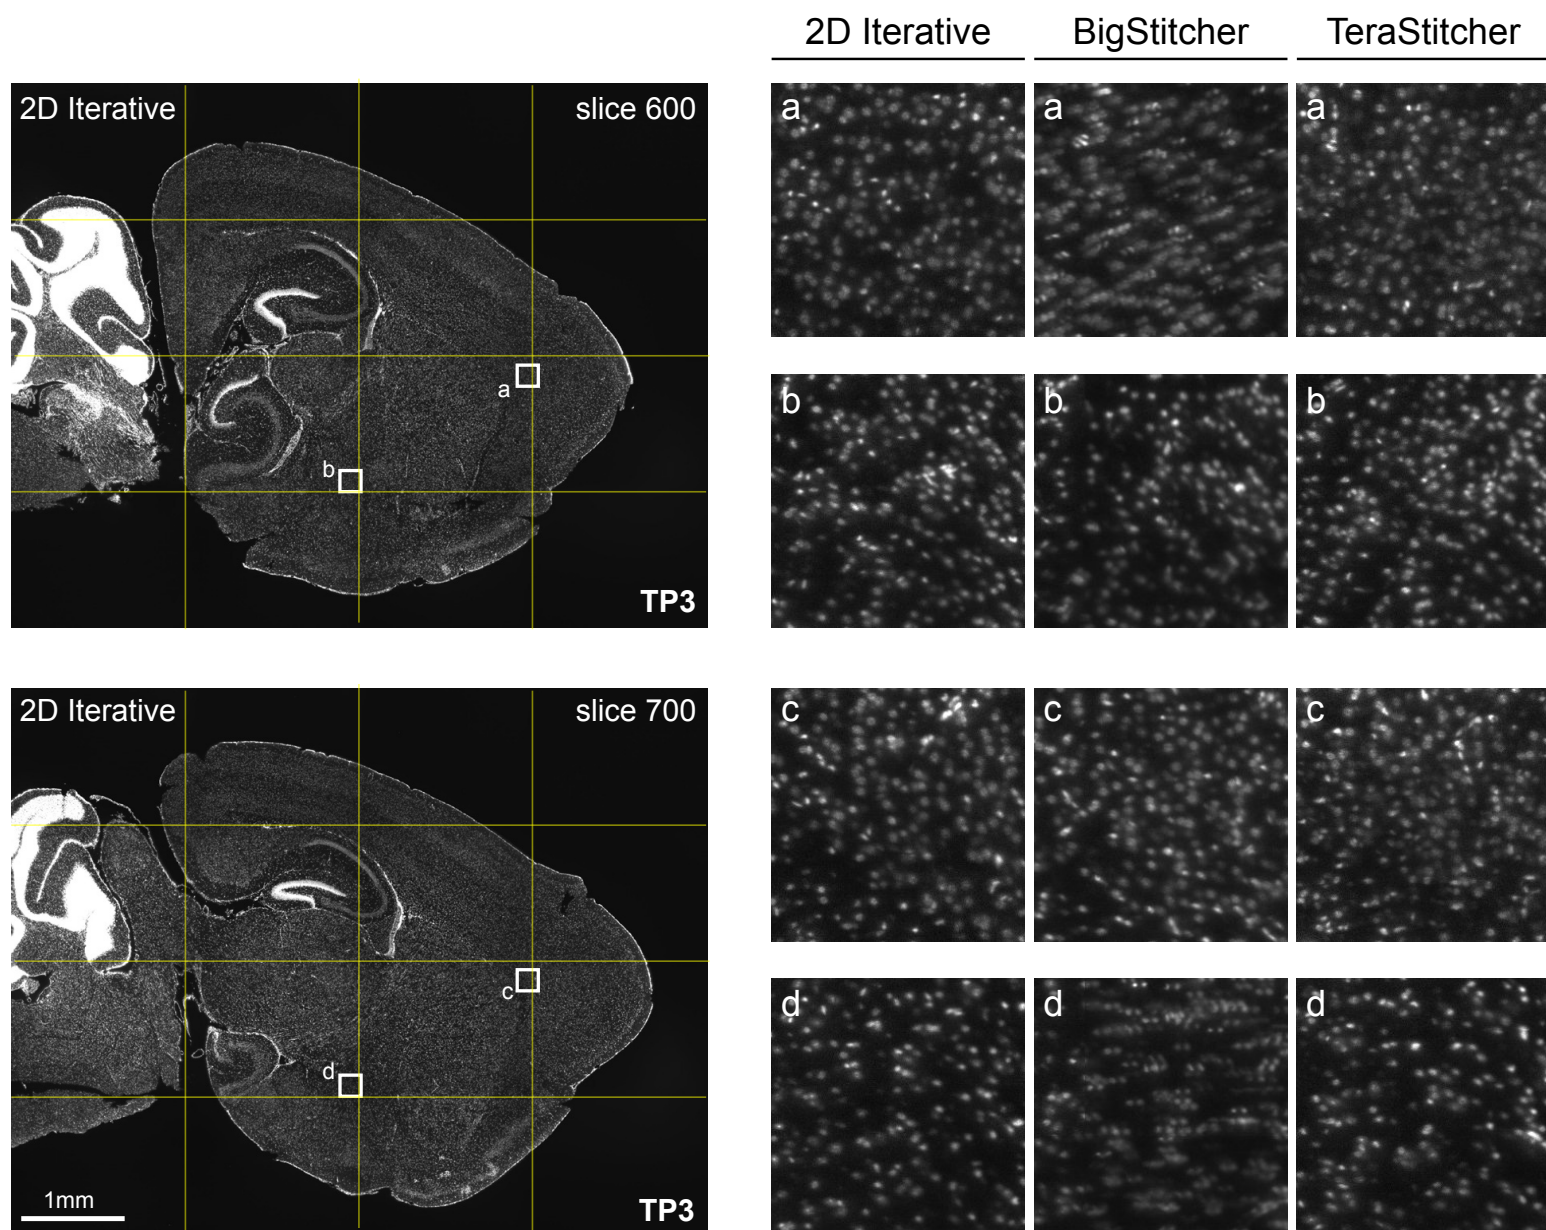 2D Iterative BigStitcher TeraStitcher
2D Iterative slice 600
a
b
TP3
a a a
b b b
2D Iterative slice 700
c
d
1mm
TP3
c c c
d d d